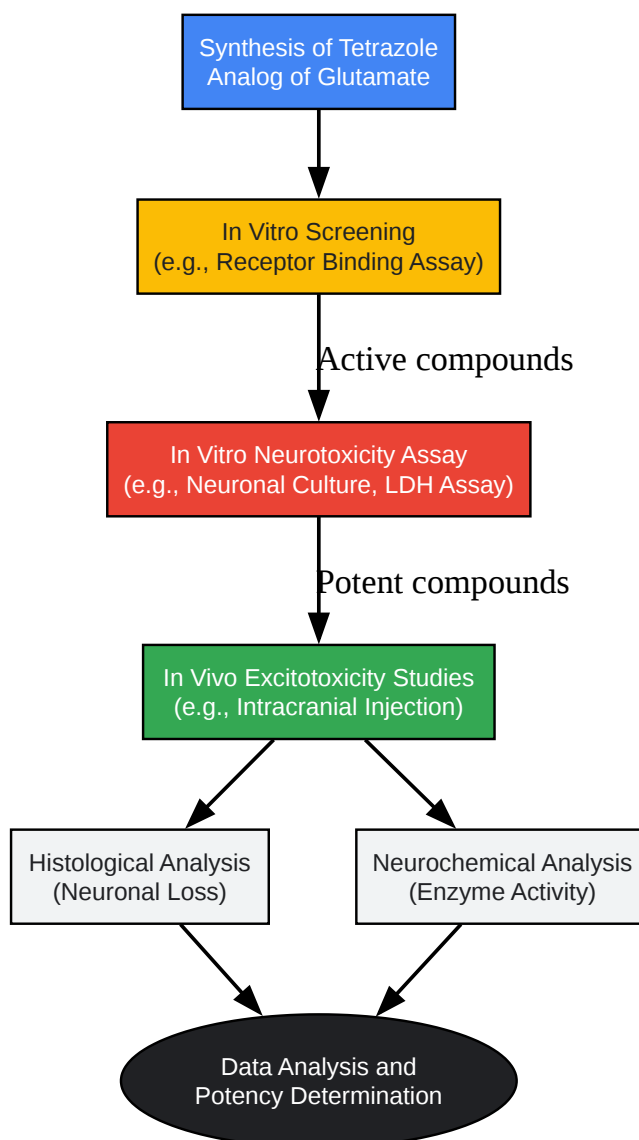 Synthesis of Tetrazole
Analog of Glutamate
In Vitro Screening
(e.g., Receptor Binding Assay)
Active compounds
In Vitro Neurotoxicity Assay
(e.g., Neuronal Culture, LDH Assay)
Potent compounds
In Vivo Excitotoxicity Studies
(e.g., Intracranial Injection)
Histological Analysis
(Neuronal Loss)
Neurochemical Analysis
(Enzyme Activity)
Data Analysis and
Potency Determination